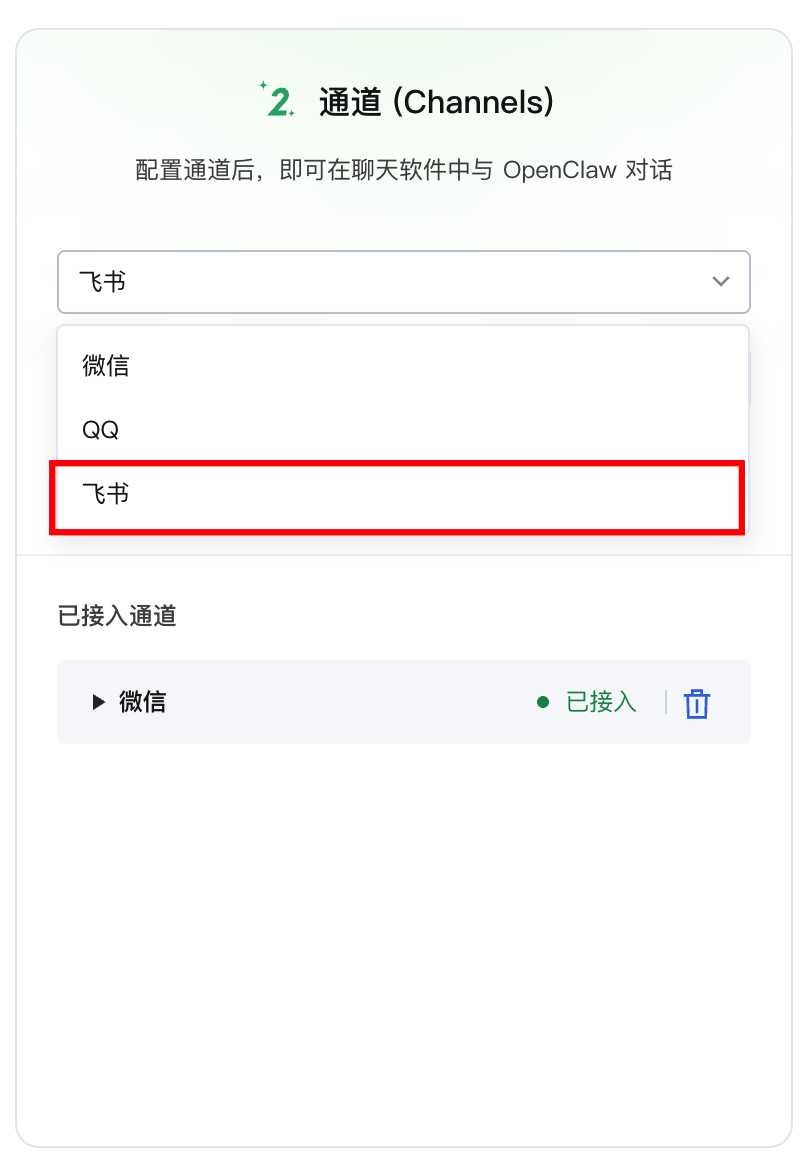 2. 通道 (Channels)
配置通道后，即可在聊天软件中与 OpenClaw 对话
飞书
微信
QQ
飞书
已接入通道
微信 已接入